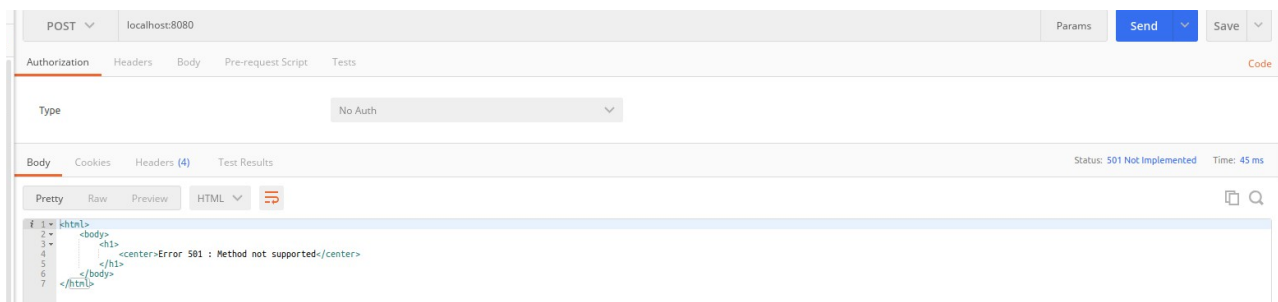 POST localhost:8080 Params Send Save
Authorization Headers Body Pre-request Script Tests Code
Type No Auth
Body Cookies Headers (4) Test Results Status: 501 Not Implemented Time: 45 ms
Pretty Raw Preview HTML
i 1 <html>
2 <body>
3 <h1>
4 <center>Error 501 : Method not supported</center>
5 </h1>
6 </body>
7 </html>